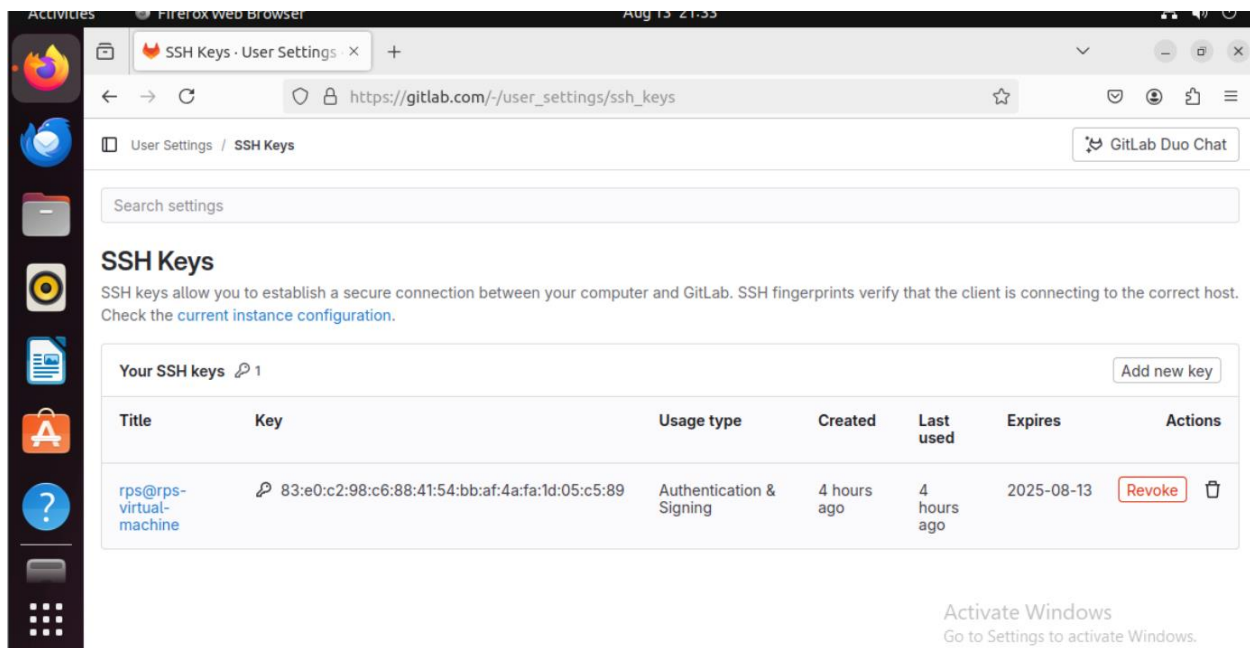 Activities Firefox Web Browser Aug 13 21:33
SSH Keys · User Settings ·
https://gitlab.com/-/user_settings/ssh_keys
User Settings / SSH Keys GitLab Duo Chat
Search settings
SSH Keys
SSH keys allow you to establish a secure connection between your computer and GitLab. SSH fingerprints verify that the client is connecting to the correct host.
Check the current instance configuration.
Your SSH keys 1 Add new key
Title Key Usage type Created Last used Expires Actions
rps@rps-virtual-machine 83:e0:c2:98:c6:88:41:54:bb:af:4a:fa:1d:05:c5:89 Authentication & Signing 4 hours ago 4 hours ago 2025-08-13 Revoke
Activate Windows
Go to Settings to activate Windows.